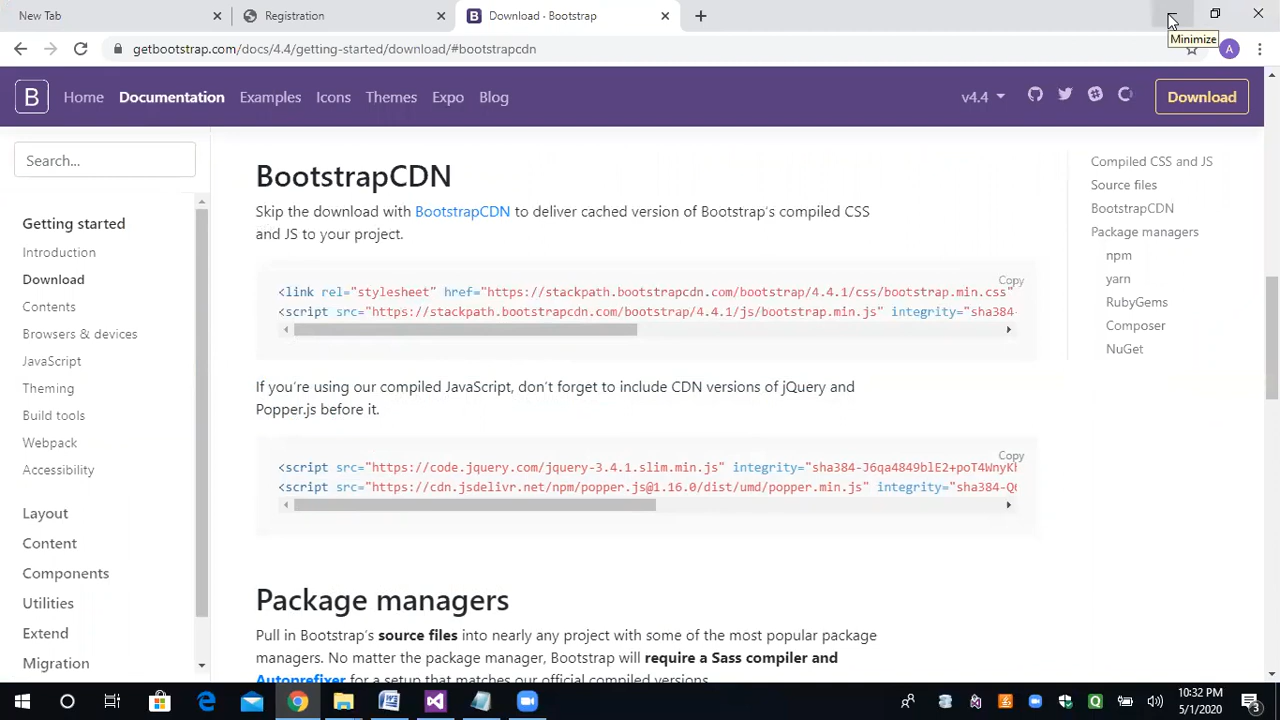 New Tab
Registration
Download · Bootstrap
Minimize
getbootstrap.com/docs/4.4/getting-started/download/#bootstrapcdn
A
B
Home
Documentation
Examples
Icons
Themes
Expo
Blog
v4.4
Download
Search...
Getting started
Introduction
Download
Contents
Browsers & devices
JavaScript
Theming
Build tools
Webpack
Accessibility
Layout
Content
Components
Utilities
Extend
Migration
BootstrapCDN
Skip the download with BootstrapCDN to deliver cached version of Bootstrap's compiled CSS
and JS to your project.
Copy
<link rel="stylesheet" href="https://stackpath.bootstrapcdn.com/bootstrap/4.4.1/css/bootstrap.min.css"
<script src="https://stackpath.bootstrapcdn.com/bootstrap/4.4.1/js/bootstrap.min.js" integrity="sha384-
If you're using our compiled JavaScript, don't forget to include CDN versions of jQuery and
Popper.js before it.
Copy
<script src="https://code.jquery.com/jquery-3.4.1.slim.min.js" integrity="sha384-J6qa4849blE2+poT4WnyKh
<script src="https://cdn.jsdelivr.net/npm/popper.js@1.16.0/dist/umd/popper.min.js" integrity="sha384-Q6
Package managers
Pull in Bootstrap's source files into nearly any project with some of the most popular package
managers. No matter the package manager, Bootstrap will require a Sass compiler and
Autoprefixer for a setup that matches our official compiled versions.
Compiled CSS and JS
Source files
BootstrapCDN
Package managers
npm
yarn
RubyGems
Composer
NuGet
10:32 PM
5/1/2020
3